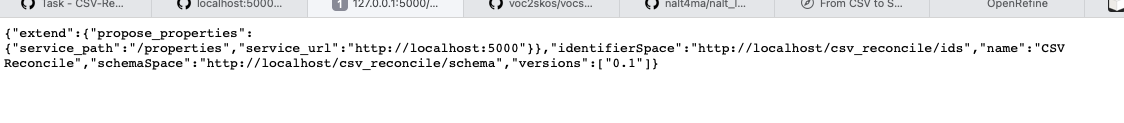 Task - CSV-Re...
localhost:5000...
1 127.0.0.1:5000/...
voc2skos/vocs...
nalt4ma/nalt_l...
From CSV to S...
OpenRefine
{"extend":{"propose_properties":
{"service_path":"/properties","service_url":"http://localhost:5000"}},"identifierSpace":"http://localhost/csv_reconcile/ids","name":"CSV
Reconcile","schemaSpace":"http://localhost/csv_reconcile/schema","versions":["0.1"]}